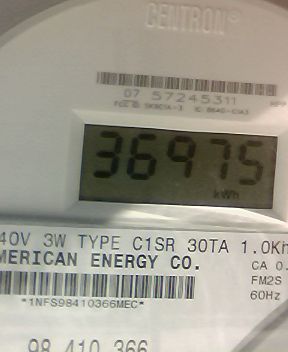 CENTRON®
07 57245311
36975
kWh
40V 3W TYPE C1SR 30TA 1.0Kh
MERICAN ENERGY CO.
CA 0.
FM2S
*1NFS98410366MEC*
60Hz
98 410 366